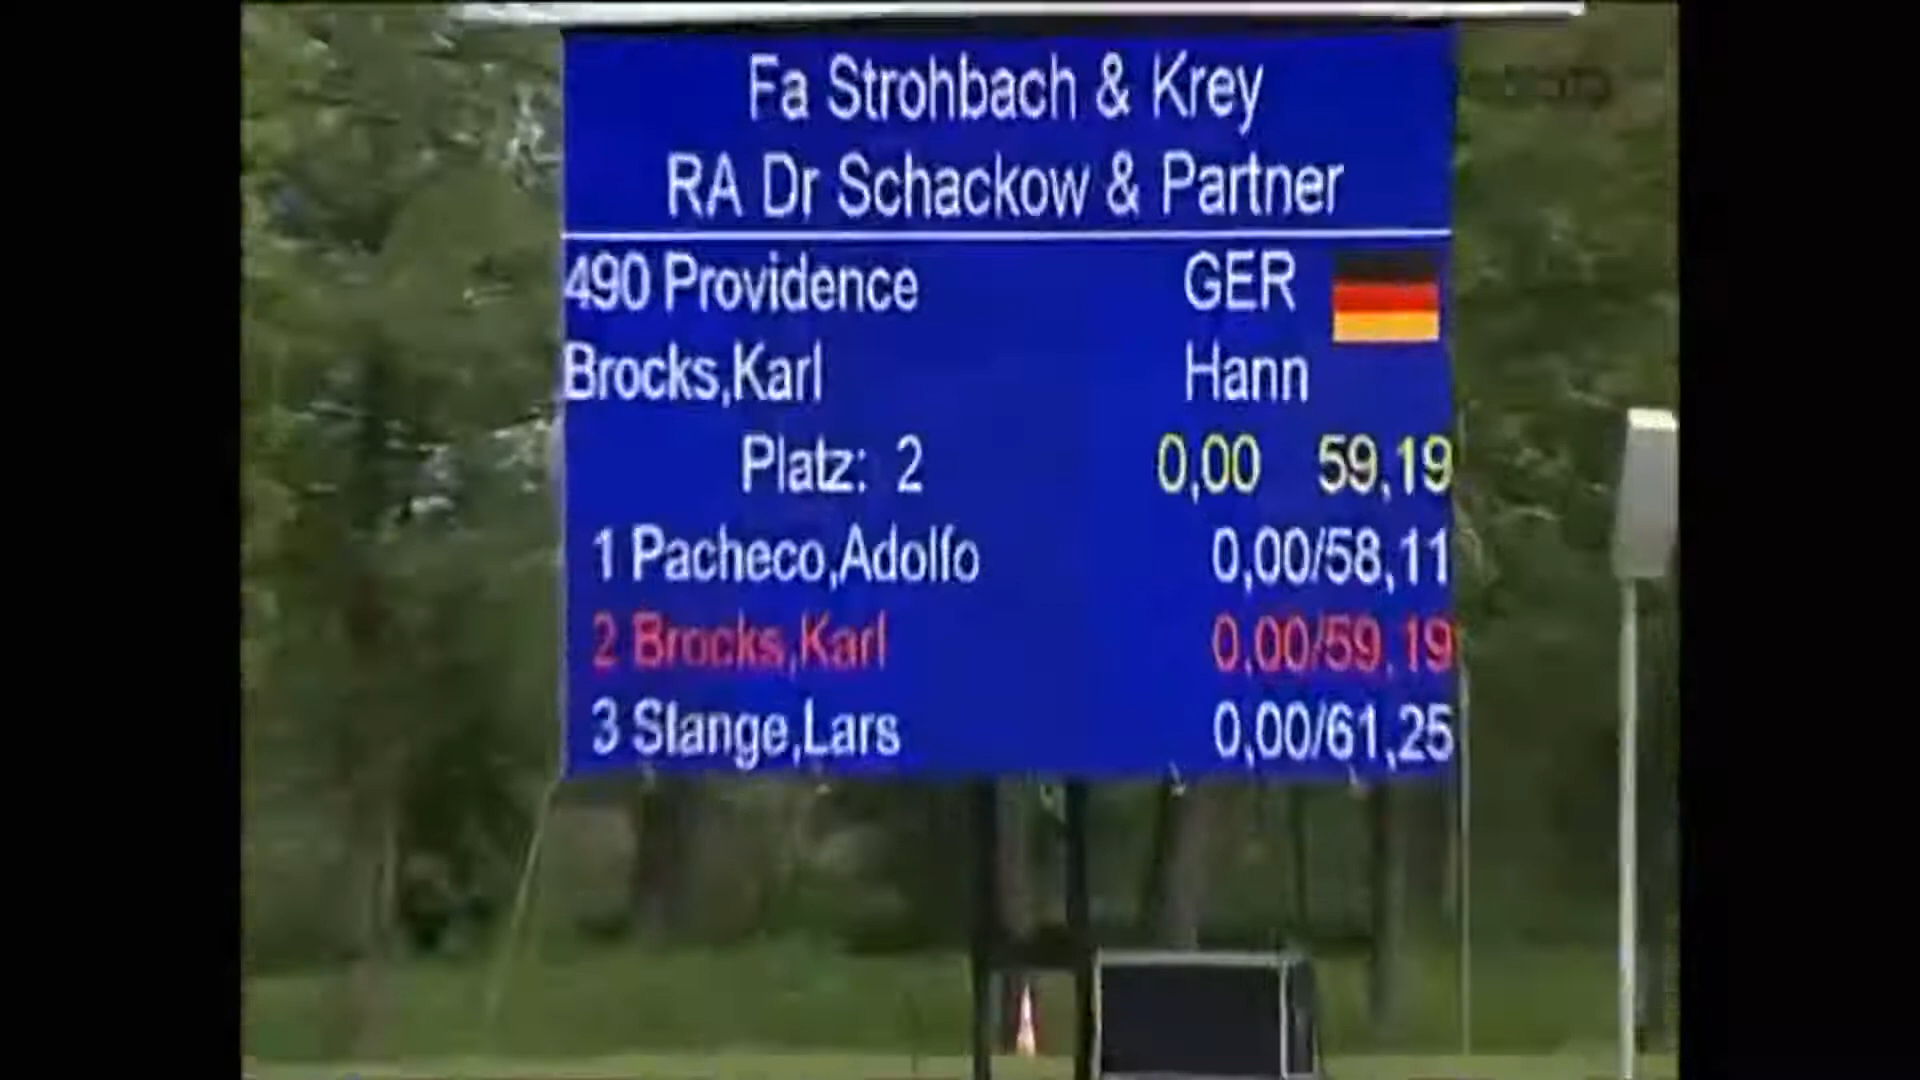 Fa Strohbach & Krey
RA Dr Schackow & Partner
490 Providence GER
Brocks,Karl Hann
Platz: 2 0,00 59,19
1 Pacheco,Adolfo 0,00/58,11
2 Brocks,Karl 0,00/59,19
3 Stange,Lars 0,00/61,25